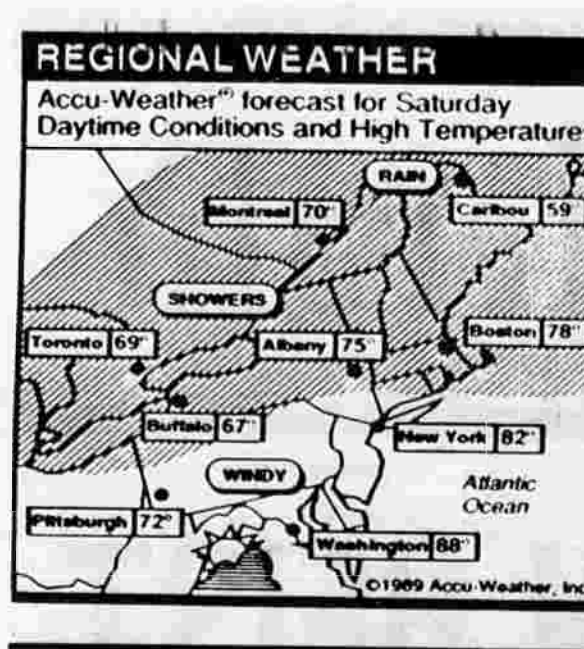 REGIONAL WEATHER
Accu-Weather® forecast for Saturday
Daytime Conditions and High Temperature
RAIN
Montreal 70°
Caribou 59
SHOWERS
Toronto 69°
Albany 75°
Boston 78°
Buffalo 67°
New York 82°
WINDY
Atlantic
Ocean
Pittsburgh 72°
Washington 88°
©1989 Accu-Weather, Inc